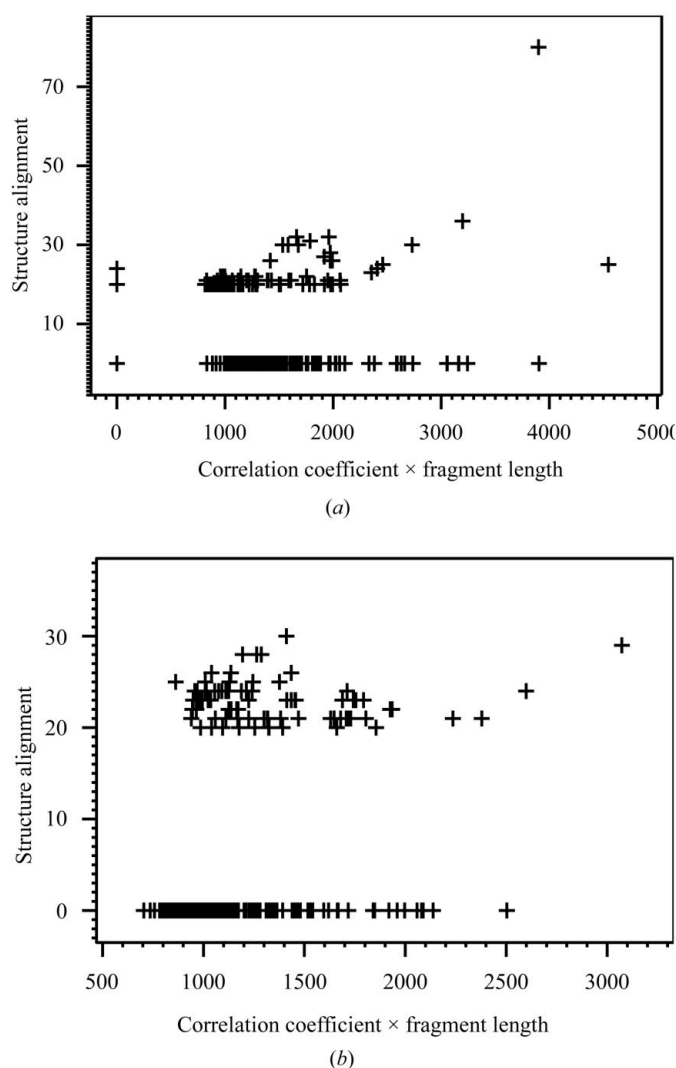 70
50
30
10
Structure alignment
0 1000 2000 3000 4000 5000
Correlation coefficient × fragment length
(a)
30
20
10
0
Structure alignment
500 1000 1500 2000 2500 3000
Correlation coefficient × fragment length
(b)